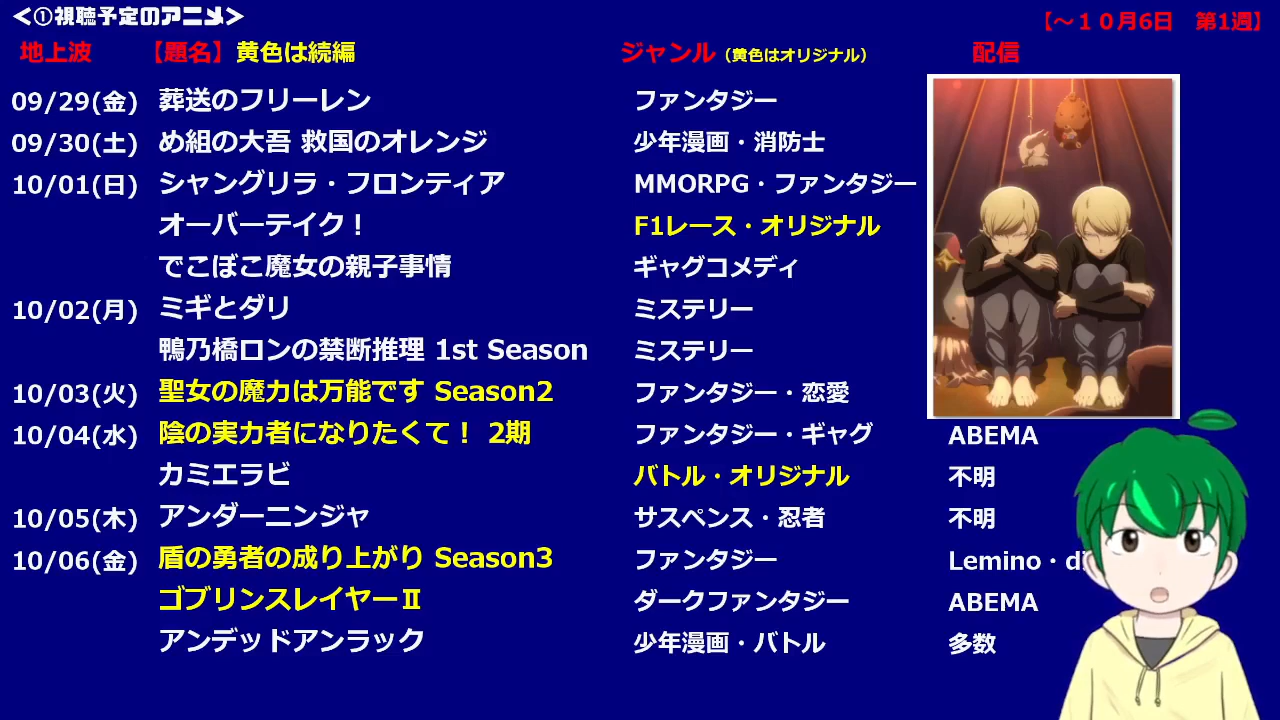 ＜①視聴予定のアニメ＞
【～１０月6日　第1週】
地上波 【題名】黄色は続編 ジャンル（黄色はオリジナル） 配信
09/29(金) 葬送のフリーレン ファンタジー
09/30(土) め組の大吾 救国のオレンジ 少年漫画・消防士
10/01(日) シャングリラ・フロンティア MMORPG・ファンタジー
オーバーテイク！ F1レース・オリジナル
でこぼこ魔女の親子事情 ギャグコメディ
10/02(月) ミギとダリ ミステリー
鴨乃橋ロンの禁断推理 1st Season ミステリー
10/03(火) 聖女の魔力は万能です Season2 ファンタジー・恋愛
10/04(水) 陰の実力者になりたくて！ 2期 ファンタジー・ギャグ ABEMA
カミエラビ バトル・オリジナル 不明
10/05(木) アンダーニンジャ サスペンス・忍者 不明
10/06(金) 盾の勇者の成り上がり Season3 ファンタジー Lemino・
ゴブリンスレイヤーⅡ ダークファンタジー ABEMA
アンデッドアンラック 少年漫画・バトル 多数